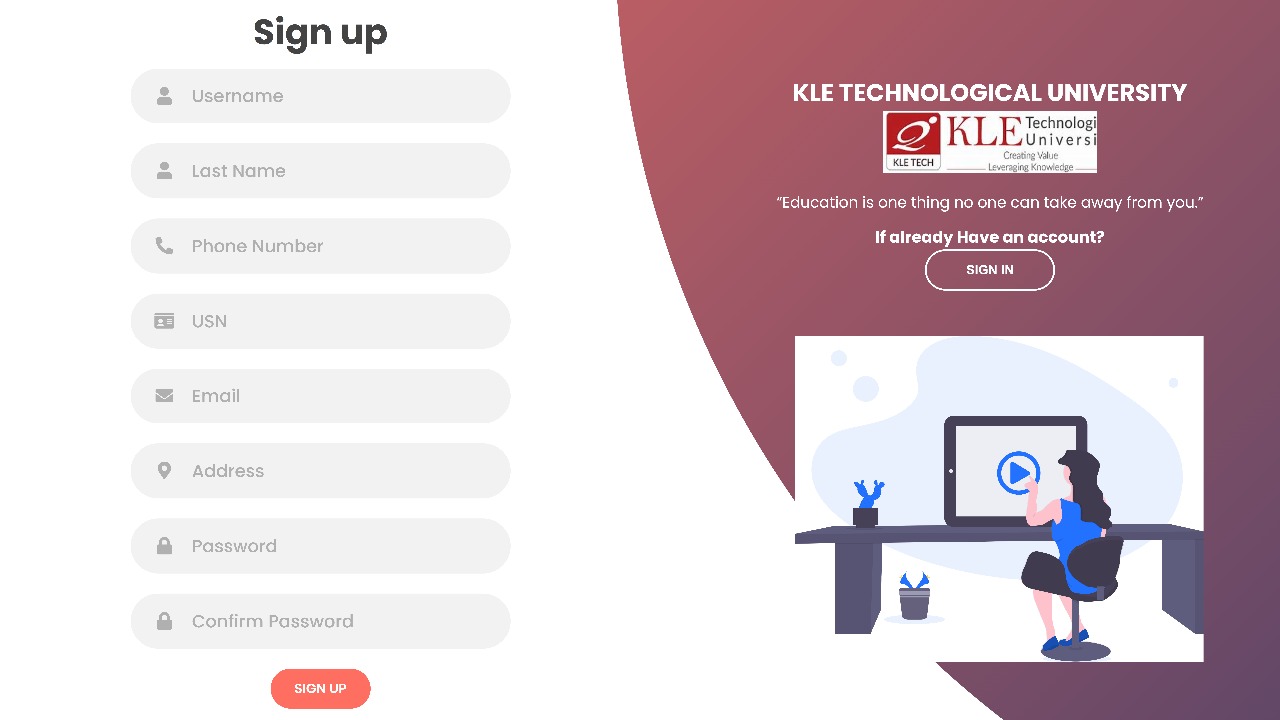 Sign up
Username
Last Name
Phone Number
USN
Email
Address
Password
Confirm Password
SIGN UP
KLE TECHNOLOGICAL UNIVERSITY
KLE TECH
KLE Technologi
Universi
Creating Value
Leveraging Knowledge
“Education is one thing no one can take away from you.”
If already Have an account?
SIGN IN